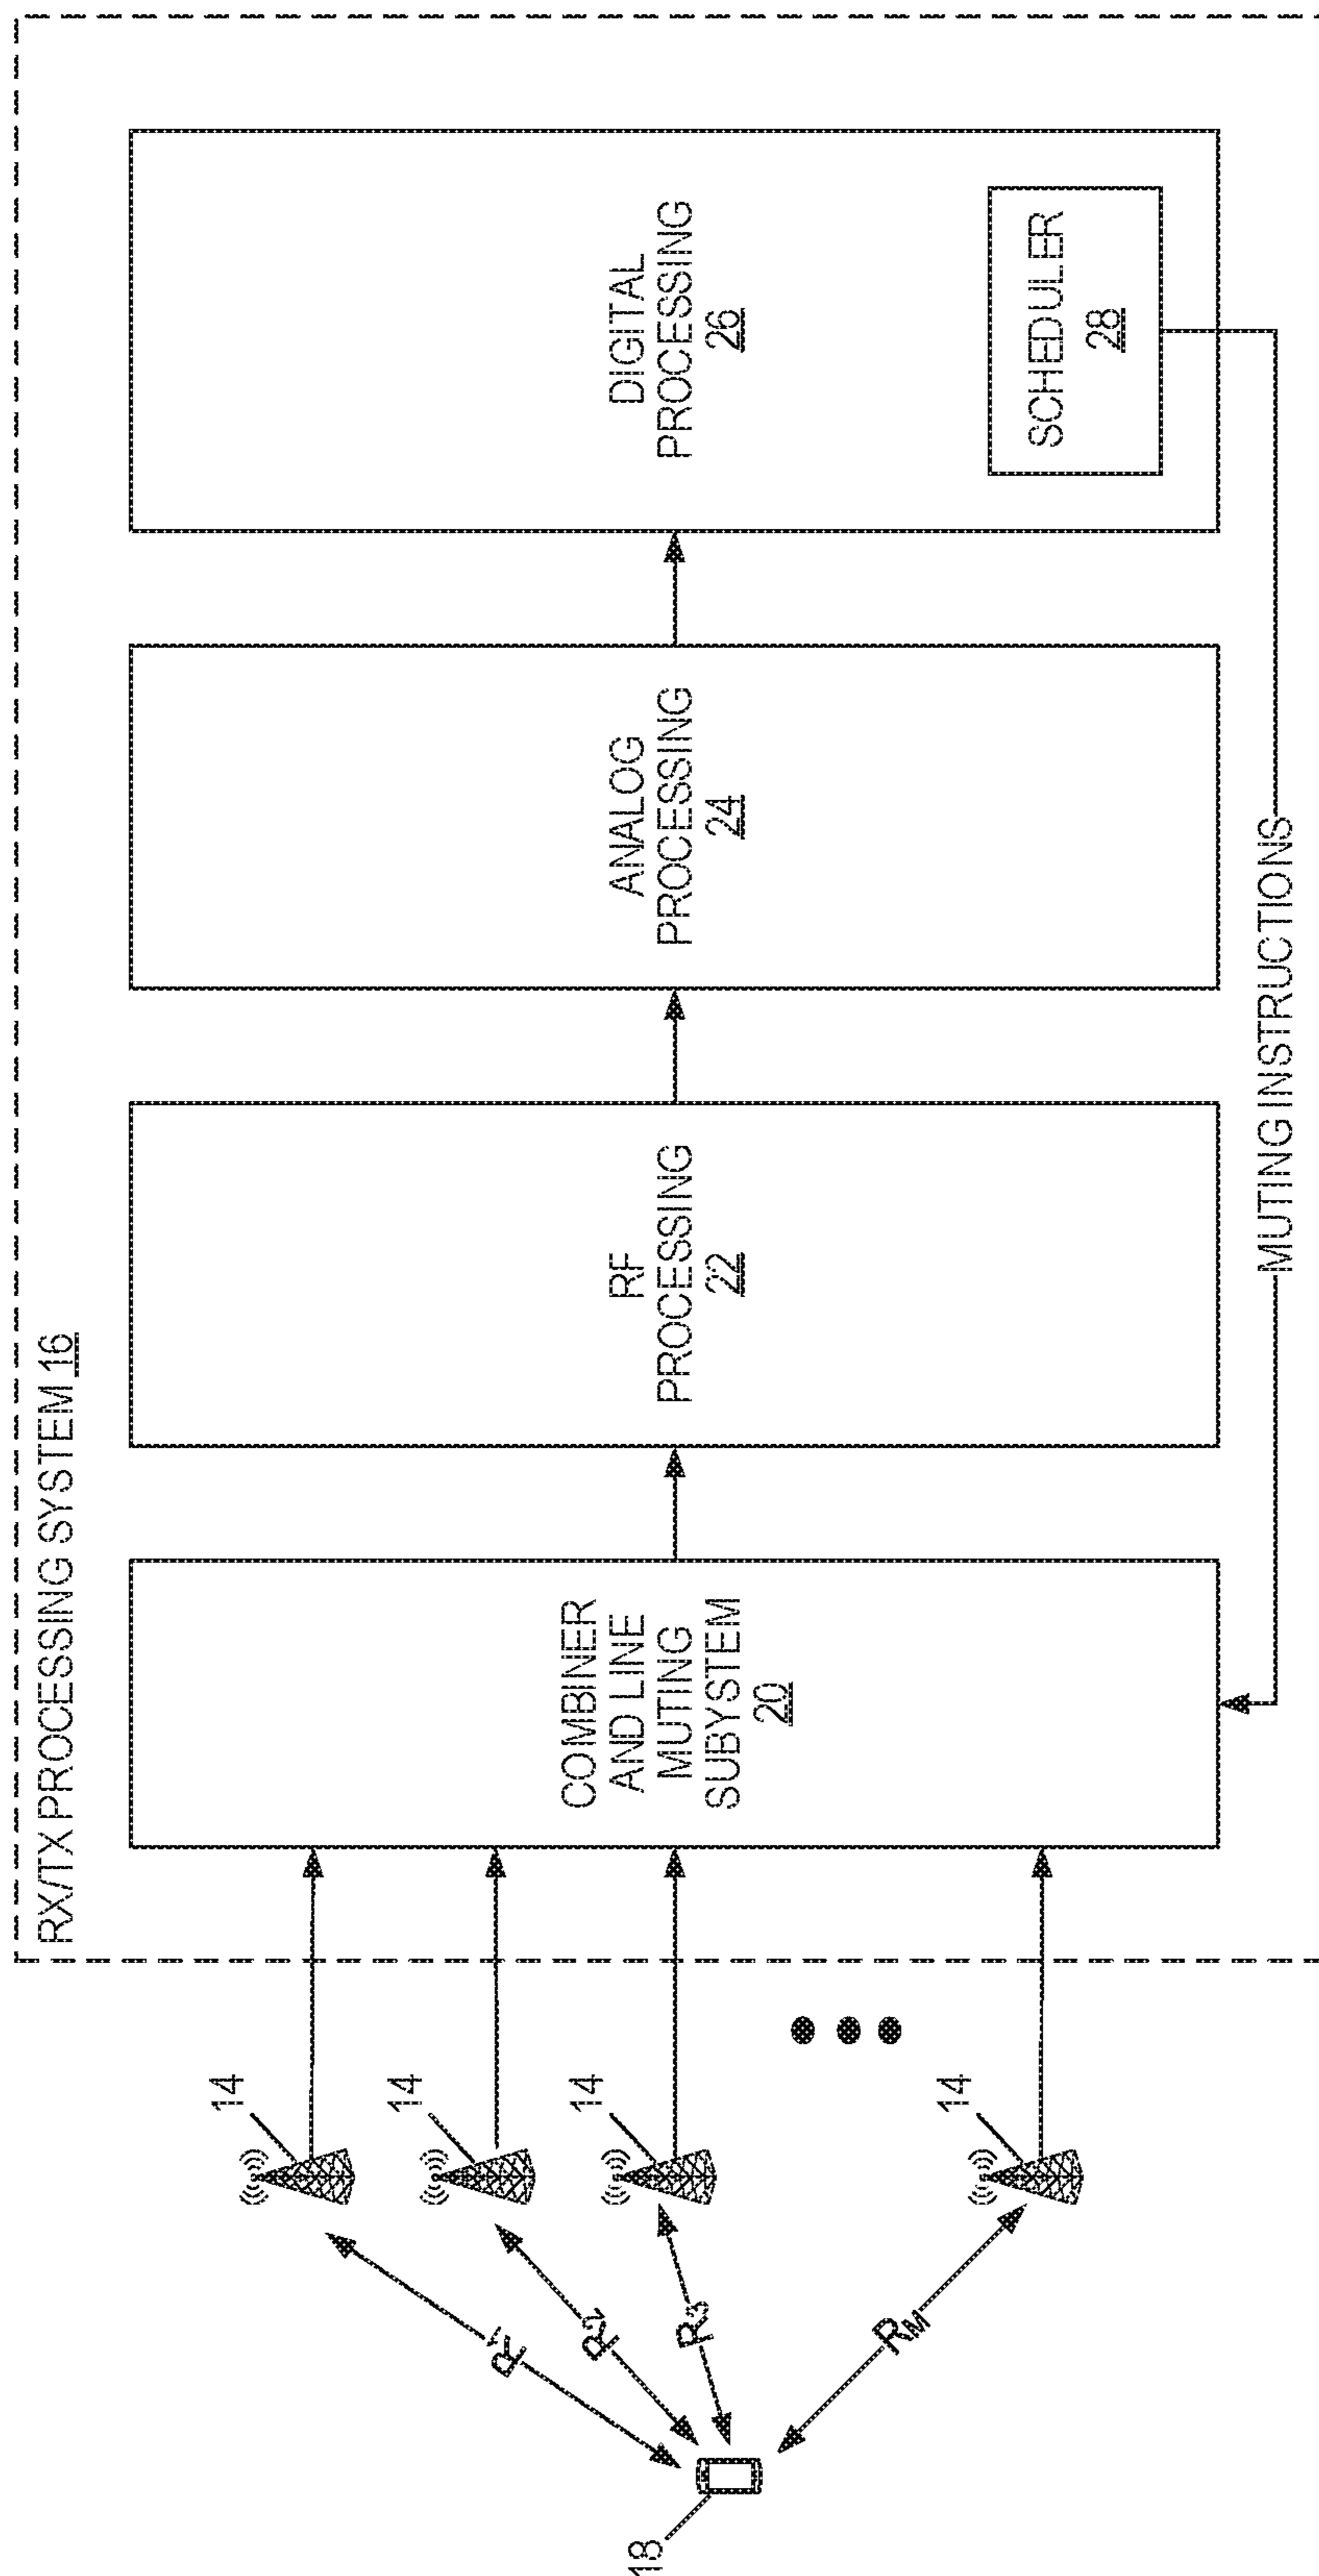 RX/TX PROCESSING SYSTEM 16
14
14
14
14
18
R1
R2
R3
RM
COMBINER
AND LINE
MUTING
SUBYSTEM
20
RF
PROCESSING
22
ANALOG
PROCESSING
24
DIGITAL
PROCESSING
26
SCHEDULER
28
MUTING INSTRUCTIONS